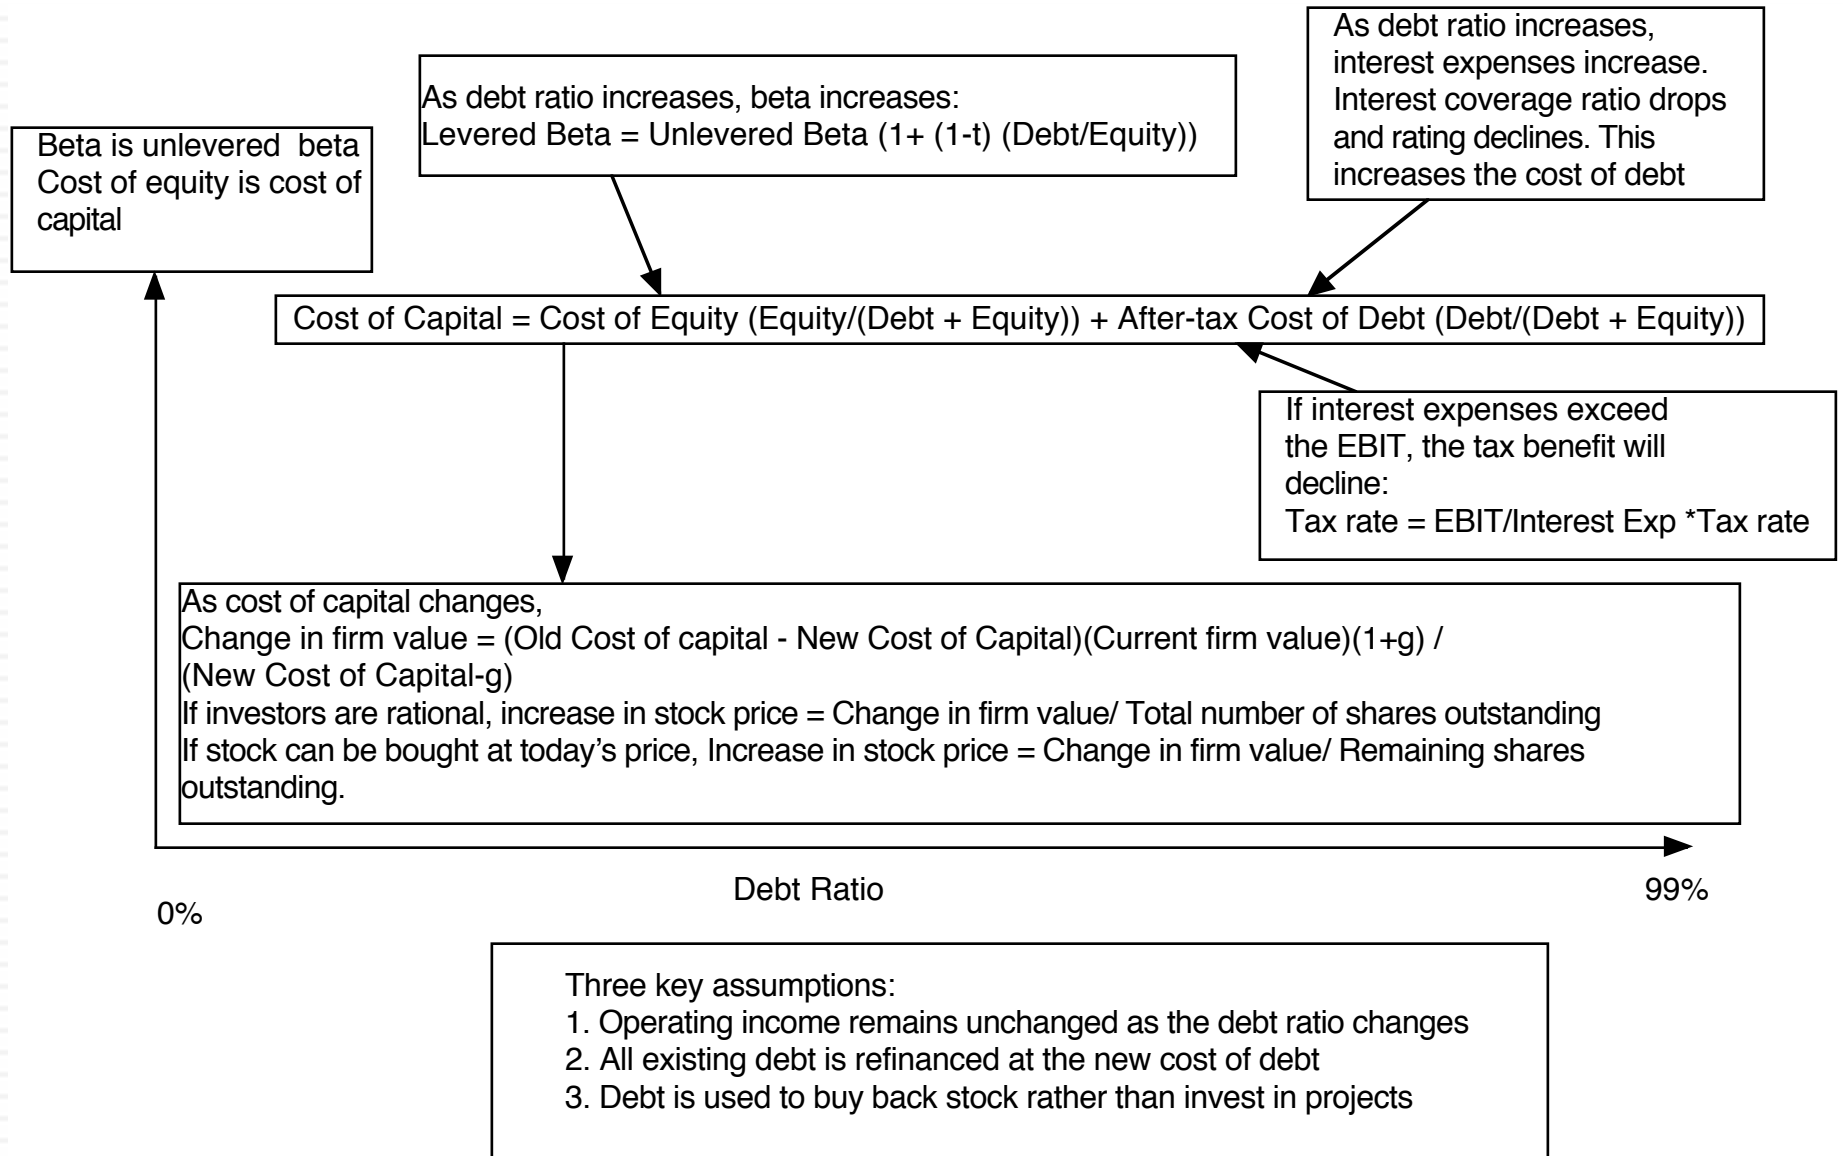 As debt ratio increases,
interest expenses increase.
Interest coverage ratio drops
and rating declines. This
increases the cost of debt
As debt ratio increases, beta increases:
Levered Beta = Unlevered Beta (1+ (1-t) (Debt/Equity))
Beta is unlevered  beta
Cost of equity is cost of
capital
Cost of Capital = Cost of Equity (Equity/(Debt + Equity)) + After-tax Cost of Debt (Debt/(Debt + Equity))
If interest expenses exceed
the EBIT, the tax benefit will
decline:
Tax rate = EBIT/Interest Exp *Tax rate
As cost of capital changes,
Change in firm value = (Old Cost of capital - New Cost of Capital)(Current firm value)(1+g) /
(New Cost of Capital-g)
If investors are rational, increase in stock price = Change in firm value/ Total number of shares outstanding
If stock can be bought at today’s price, Increase in stock price = Change in firm value/ Remaining shares
outstanding.
Debt Ratio
99%
0%
Three key assumptions:
1. Operating income remains unchanged as the debt ratio changes
2. All existing debt is refinanced at the new cost of debt
3. Debt is used to buy back stock rather than invest in projects